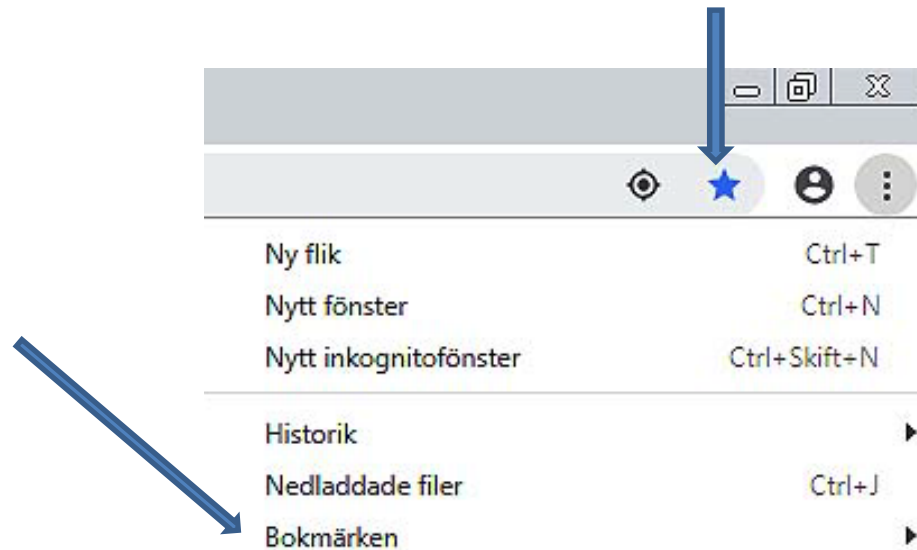 Ny flik Ctrl+T
Nytt fönster Ctrl+N
Nytt inkognitofönster Ctrl+Skift+N
Historik
Nedladdade filer Ctrl+J
Bokmärken